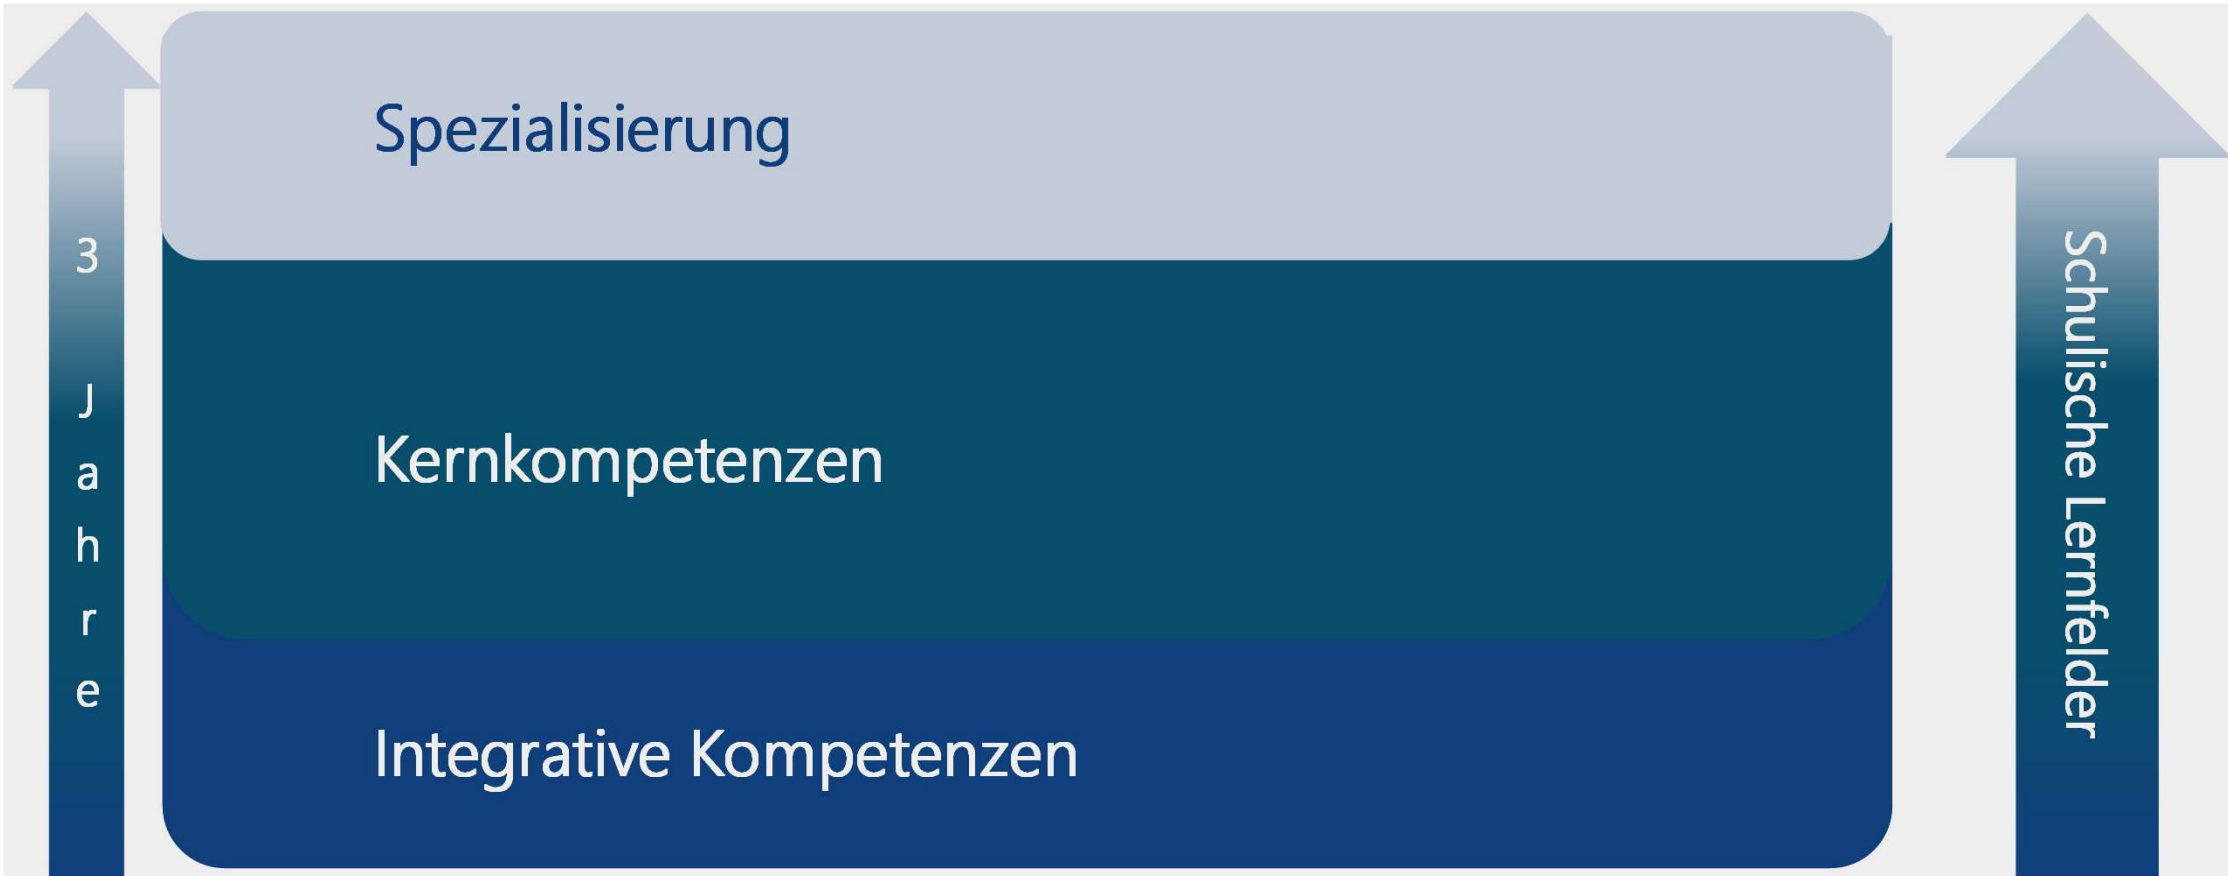 3 Jahre
Spezialisierung
Kernkompetenzen
Integrative Kompetenzen
Schulische Lernfelder